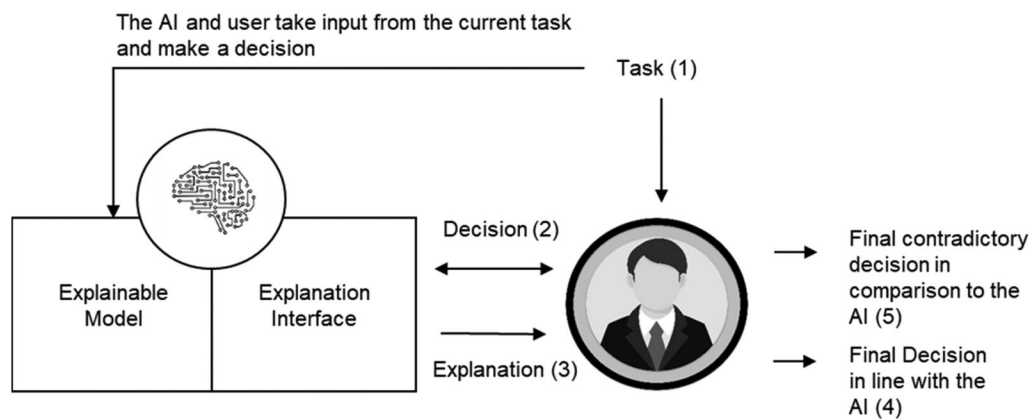 The AI and user take input from the current task
and make a decision
Task (1)
Decision (2)
Explainable
Model
Explanation
Interface
Explanation (3)
Final contradictory
decision in
comparison to the
AI (5)
Final Decision
in line with the
AI (4)